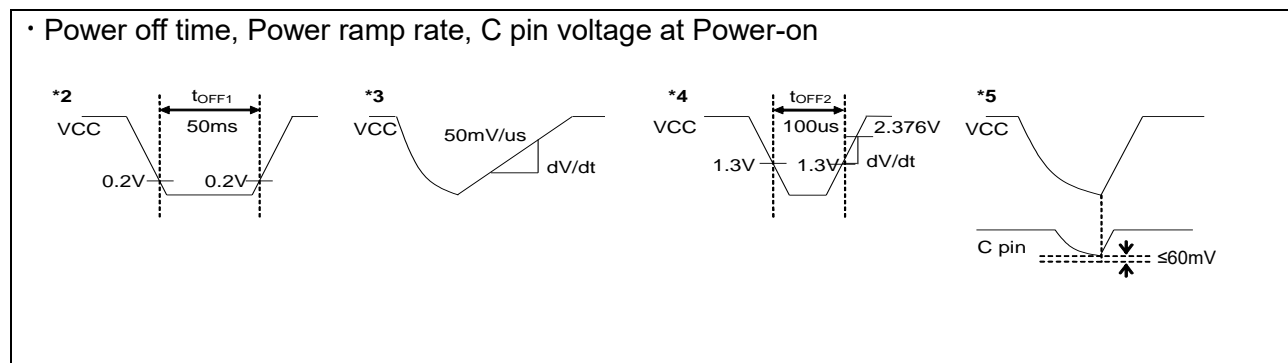 ・Power off time, Power ramp rate, C pin voltage at Power-on
*2
tOFF1
VCC
50ms
0.2V
0.2V
*3
VCC
50mV/us
dV/dt
*4
tOFF2
VCC
100us
2.376V
1.3V
1.3V
dV/dt
*5
VCC
C pin
≤60mV